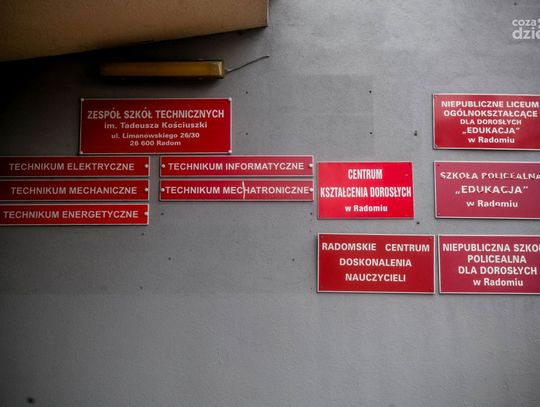 cozadzie
ZESPÓŁ SZKÓŁ TECHNICZNYCH
im. Tadeusza Kościuszki
ul. Limanowskiego 26/30
26 600 Radom
TECHNIKUM ELEKTRYCZNE
TECHNIKUM MECHANICZNE
TECHNIKUM ENERGETYCZNE
TECHNIKUM INFORMATYCZNE
TECHNIKUM MECHATRONICZNE
CENTRUM
KSZTAŁCENIA DOROSŁYCH
w Radomiu
RADOMSKIE CENTRUM
DOSKONALENIA
NAUCZYCIELI
NIEPUBLICZNE LICEUM
OGÓLNOKSZTAŁCĄCE
DLA DOROSŁYCH
„EDUKACJA"
w Radomiu
SZKOŁA POLICEALNA
„EDUKACJA"
w Radomiu
NIEPUBLICZNA SZKOŁ
POLICEALNA
DLA DOROSŁYCH
w Radomiu